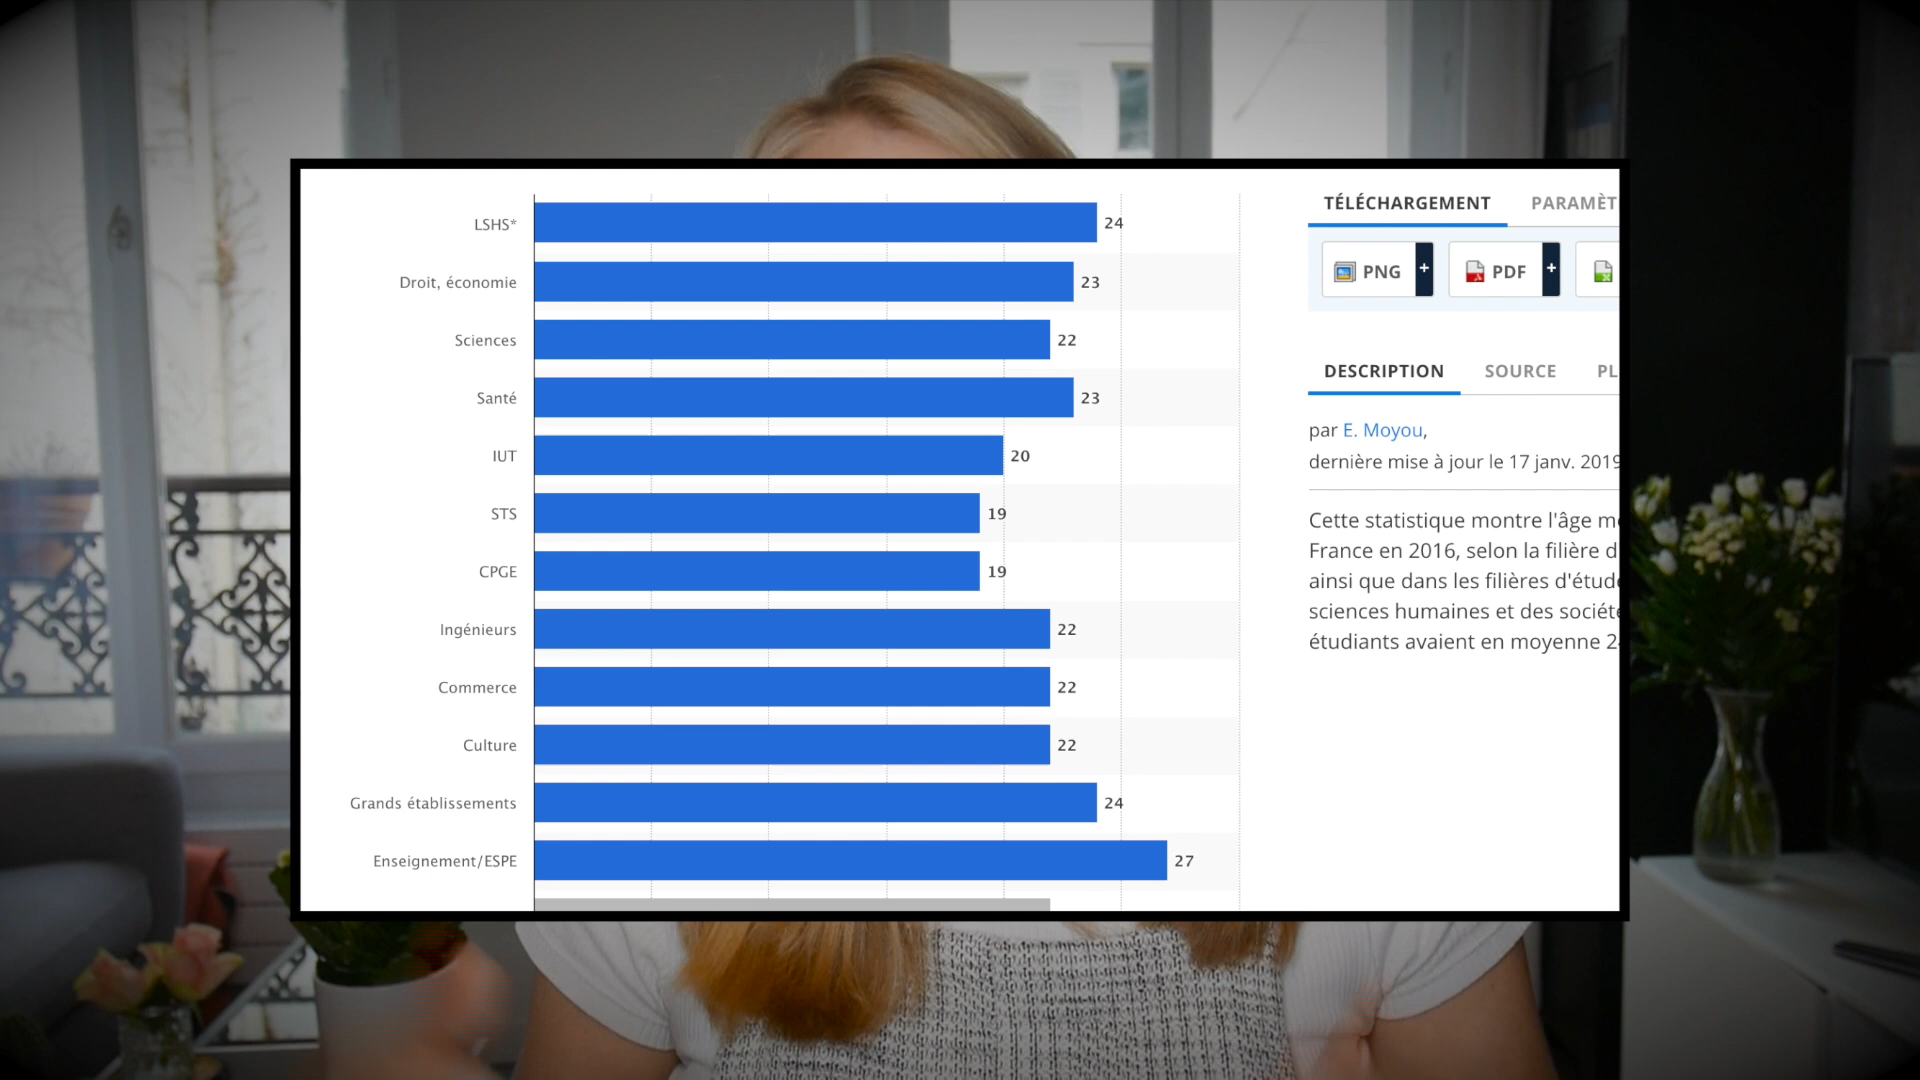 LSHS*
24
Droit, économie
23
Sciences
22
Santé
23
IUT
20
STS
19
CPGE
19
Ingénieurs
22
Commerce
22
Culture
22
Grands établissements
24
Enseignement/ESPE
27
TÉLÉCHARGEMENT
PNG +
PDF +
DESCRIPTION SOURCE
par E. Moyou,
dernière mise à jour le 17 janv. 2019
Cette statistique montre l'âge
France en 2016, selon la filière
ainsi que dans les filières
sciences humaines et des
étudiants avaient en moyenne